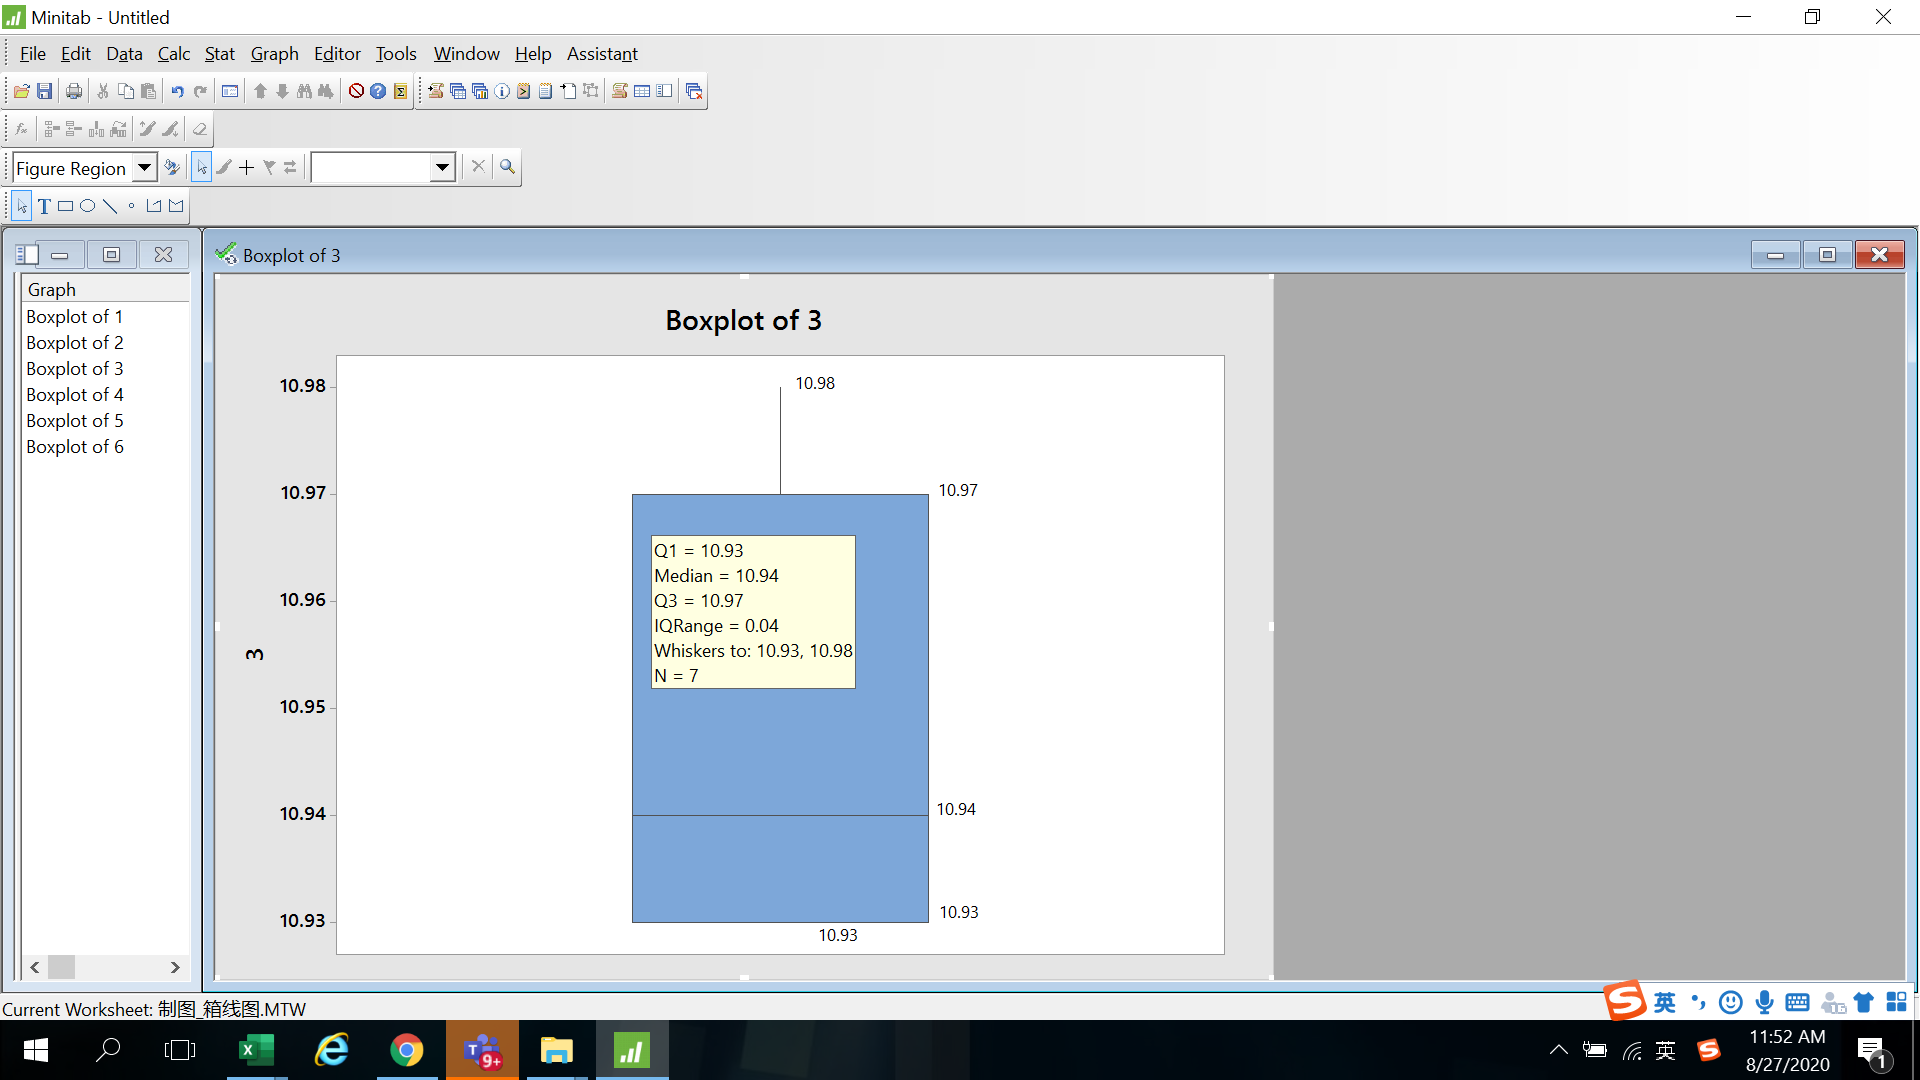 Minitab - Untitled
File Edit Data Calc Stat Graph Editor Tools Window Help Assistant
Figure Region
Boxplot of 3
Graph
Boxplot of 1
Boxplot of 2
Boxplot of 3
Boxplot of 4
Boxplot of 5
Boxplot of 6
Boxplot of 3
10.98
10.97
10.96
10.95
10.94
10.93
3
10.98
10.97
Q1 = 10.93
Median = 10.94
Q3 = 10.97
IQRange = 0.04
Whiskers to: 10.93, 10.98
N = 7
10.94
10.93
10.93
Current Worksheet: 制图_箱线图.MTW
英
9+
英
11:52 AM
8/27/2020
1